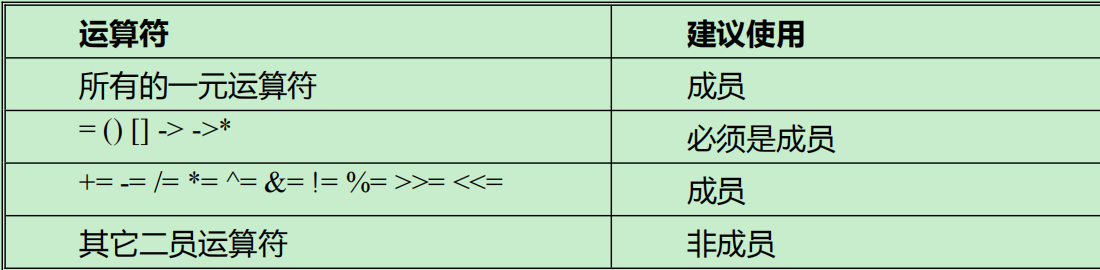 运算符 建议使用
所有的一元运算符 成员
= () [] -> ->* 必须是成员
+= -= /= *= ^= &= != %= >>= <<= 成员
其它二员运算符 非成员